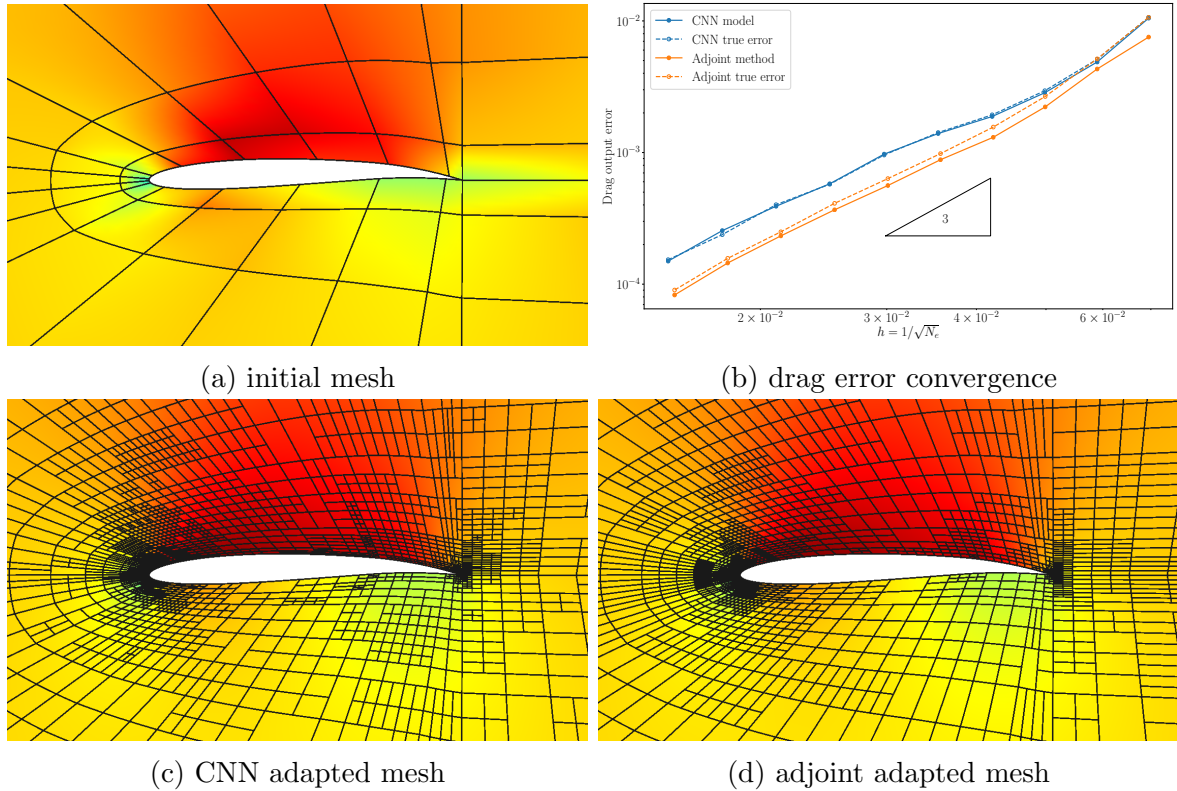 CNN model
CNN true error
Adjoint method
Adjoint true error
Drag output error
10⁻²
10⁻³
10⁻⁴
3
2 × 10⁻² 3 × 10⁻² 4 × 10⁻² 6 × 10⁻²
h = 1/√Nₑ
(a) initial mesh
(b) drag error convergence
(c) CNN adapted mesh
(d) adjoint adapted mesh